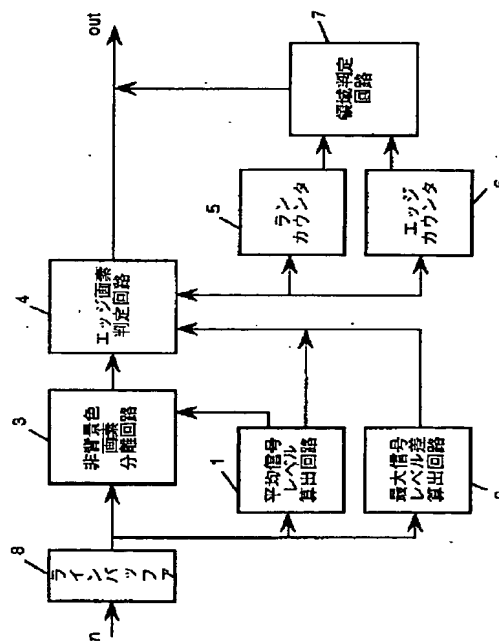 8
ラインバッファ
3
非背景色
画素
分離回路
4
エッジ画素
判定回路
out
1
平均信号
レベル
算出回路
最大信号
レベル差
算出回路
5
ラン
カウンタ
6
エッジ
カウンタ
7
領域判定
回路